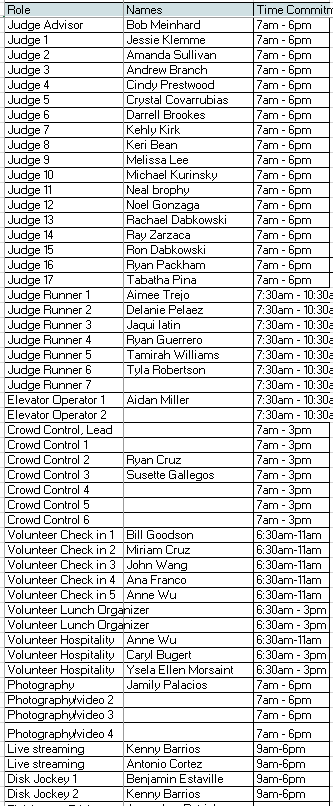 Role Names Time Commitm
Judge Advisor Bob Meinhard 7am - 6pm
Judge 1 Jessie Klemme 7am - 6pm
Judge 2 Amanda Sullivan 7am - 6pm
Judge 3 Andrew Branch 7am - 6pm
Judge 4 Cindy Prestwood 7am - 6pm
Judge 5 Crystal Covarrubias 7am - 6pm
Judge 6 Darrell Brookes 7am - 6pm
Judge 7 Kehly Kirk 7am - 6pm
Judge 8 Keri Bean 7am - 6pm
Judge 9 Melissa Lee 7am - 6pm
Judge 10 Michael Kurinsky 7am - 6pm
Judge 11 Neal brophy 7am - 6pm
Judge 12 Noel Gonzaga 7am - 6pm
Judge 13 Rachael Dabkowski 7am - 6pm
Judge 14 Ray Zarzaca 7am - 6pm
Judge 15 Ron Dabkowski 7am - 6pm
Judge 16 Ryan Packham 7am - 6pm
Judge 17 Tabatha Pina 7am - 6pm
Judge Runner 1 Aimee Trejo 7:30am - 10:30a
Judge Runner 2 Delanie Pelaez 7:30am - 10:30a
Judge Runner 3 Jaqui latin 7:30am - 10:30a
Judge Runner 4 Ryan Guerrero 7:30am - 10:30a
Judge Runner 5 Tamirah Williams 7:30am - 10:30a
Judge Runner 6 Tyla Robertson 7:30am - 10:30a
Judge Runner 7 7:30am - 10:30a
Elevator Operator 1 Aidan Miller 7:30am - 10:30a
Elevator Operator 2 7:30am - 10:30a
Crowd Control, Lead 7am - 3pm
Crowd Control 1 7am - 3pm
Crowd Control 2 Ryan Cruz 7am - 3pm
Crowd Control 3 Susette Gallegos 7am - 3pm
Crowd Control 4 7am - 3pm
Crowd Control 5 7am - 3pm
Crowd Control 6 7am - 3pm
Volunteer Check in 1 Bill Goodson 6:30am-11am
Volunteer Check in 2 Miriam Cruz 6:30am-11am
Volunteer Check in 3 John Wang 6:30am-11am
Volunteer Check in 4 Ana Franco 6:30am-11am
Volunteer Check in 5 Anne Wu 6:30am-11am
Volunteer Lunch Organizer 6:30am - 3pm
Volunteer Lunch Organizer 6:30am - 3pm
Volunteer Hospitality Anne Wu 6:30am-11am
Volunteer Hospitality Caryl Bugert 6:30am - 3pm
Volunteer Hospitality Ysela Ellen Morsaint 6:30am - 3pm
Photography Jamily Palacios 7am - 6pm
Photography/video 2 7am - 6pm
Photography/video 3 7am - 6pm
Photography/video 4 7am - 6pm
Live streaming Kenny Barrios 9am-6pm
Live streaming Antonio Cortez 9am-6pm
Disk Jockey 1 Benjamin Estaville 9am-6pm
Disk Jockey 2 Kenny Barrios 9am-6pm